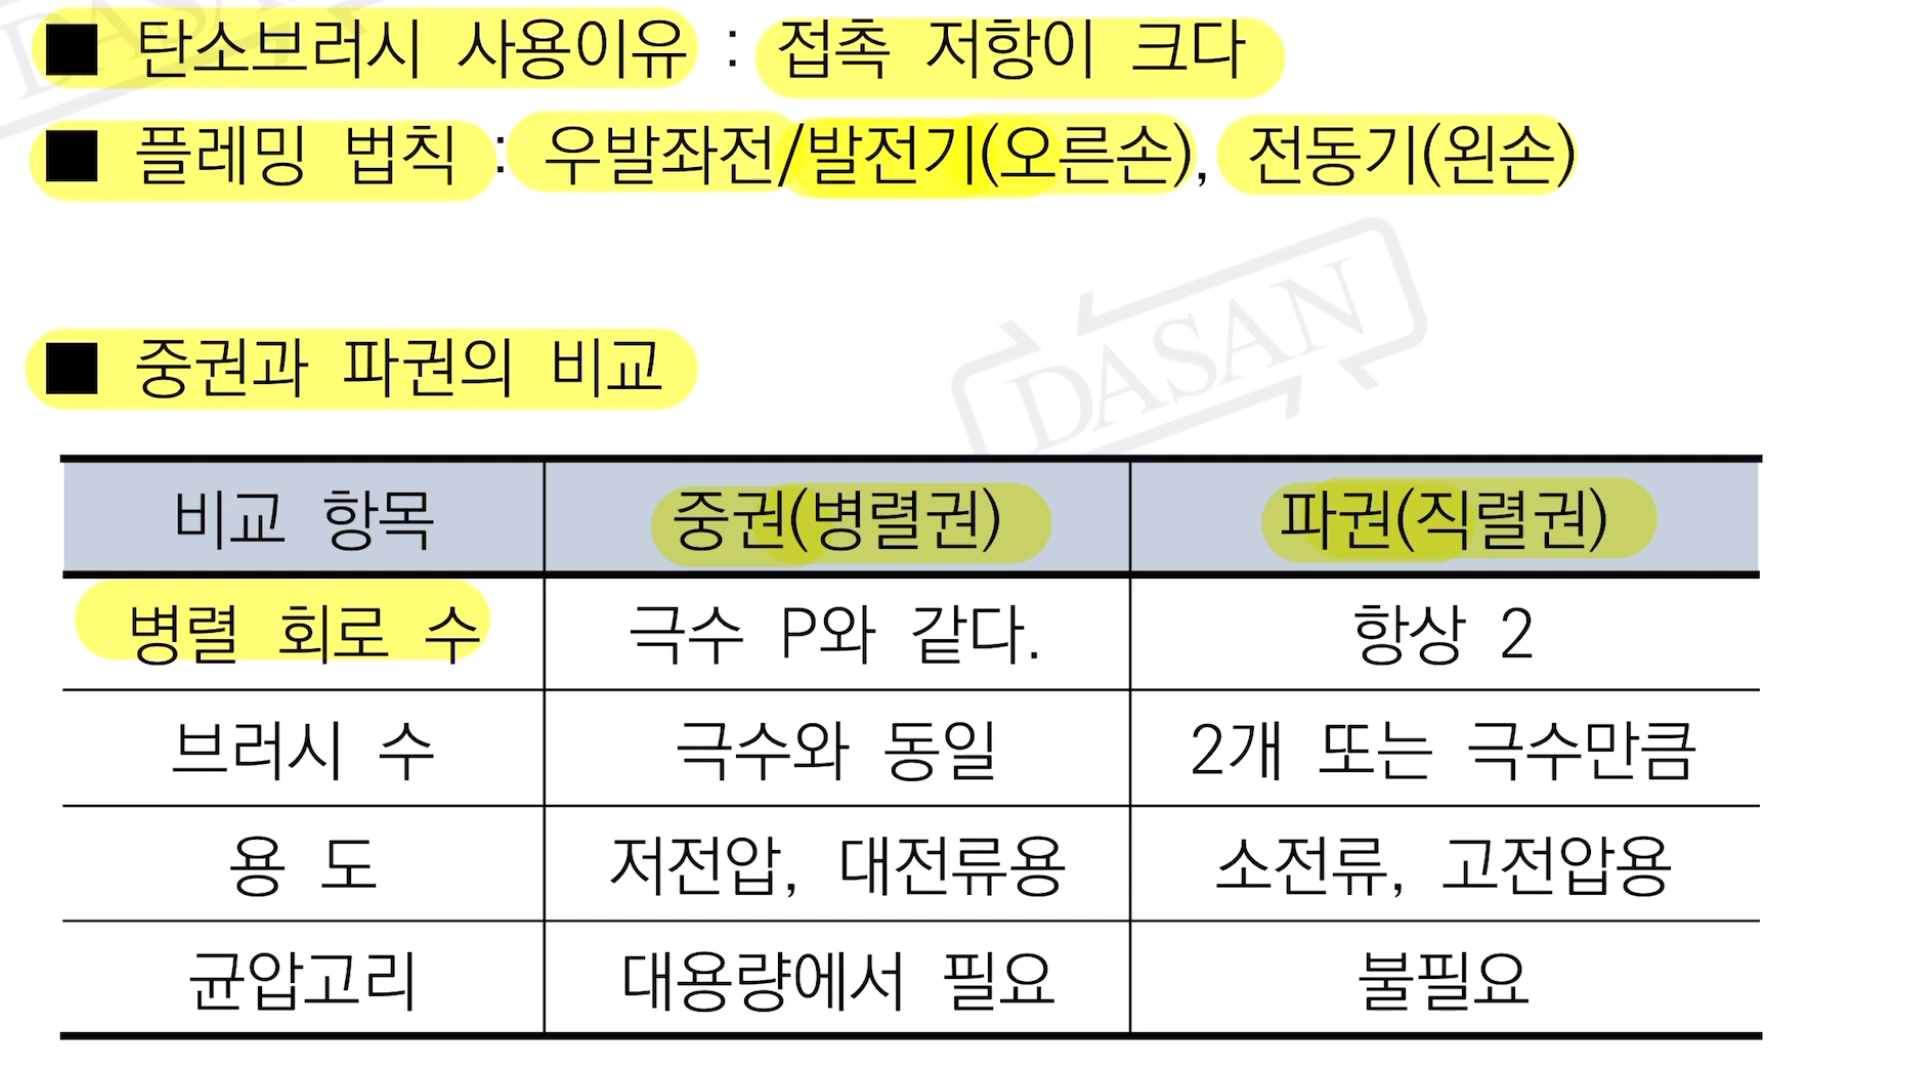 ■ 탄소브러시 사용이유 : 접촉 저항이 크다
■ 플레밍 법칙 : 우발좌전/발전기(오른손), 전동기(왼손)
DASAN
■ 중권과 파권의 비교
비교 항목 중권(병렬권) 파권(직렬권)
병렬 회로 수 극수 P와 같다. 항상 2
브러시 수 극수와 동일 2개 또는 극수만큼
용 도 저전압, 대전류용 소전류, 고전압용
균압고리 대용량에서 필요 불필요